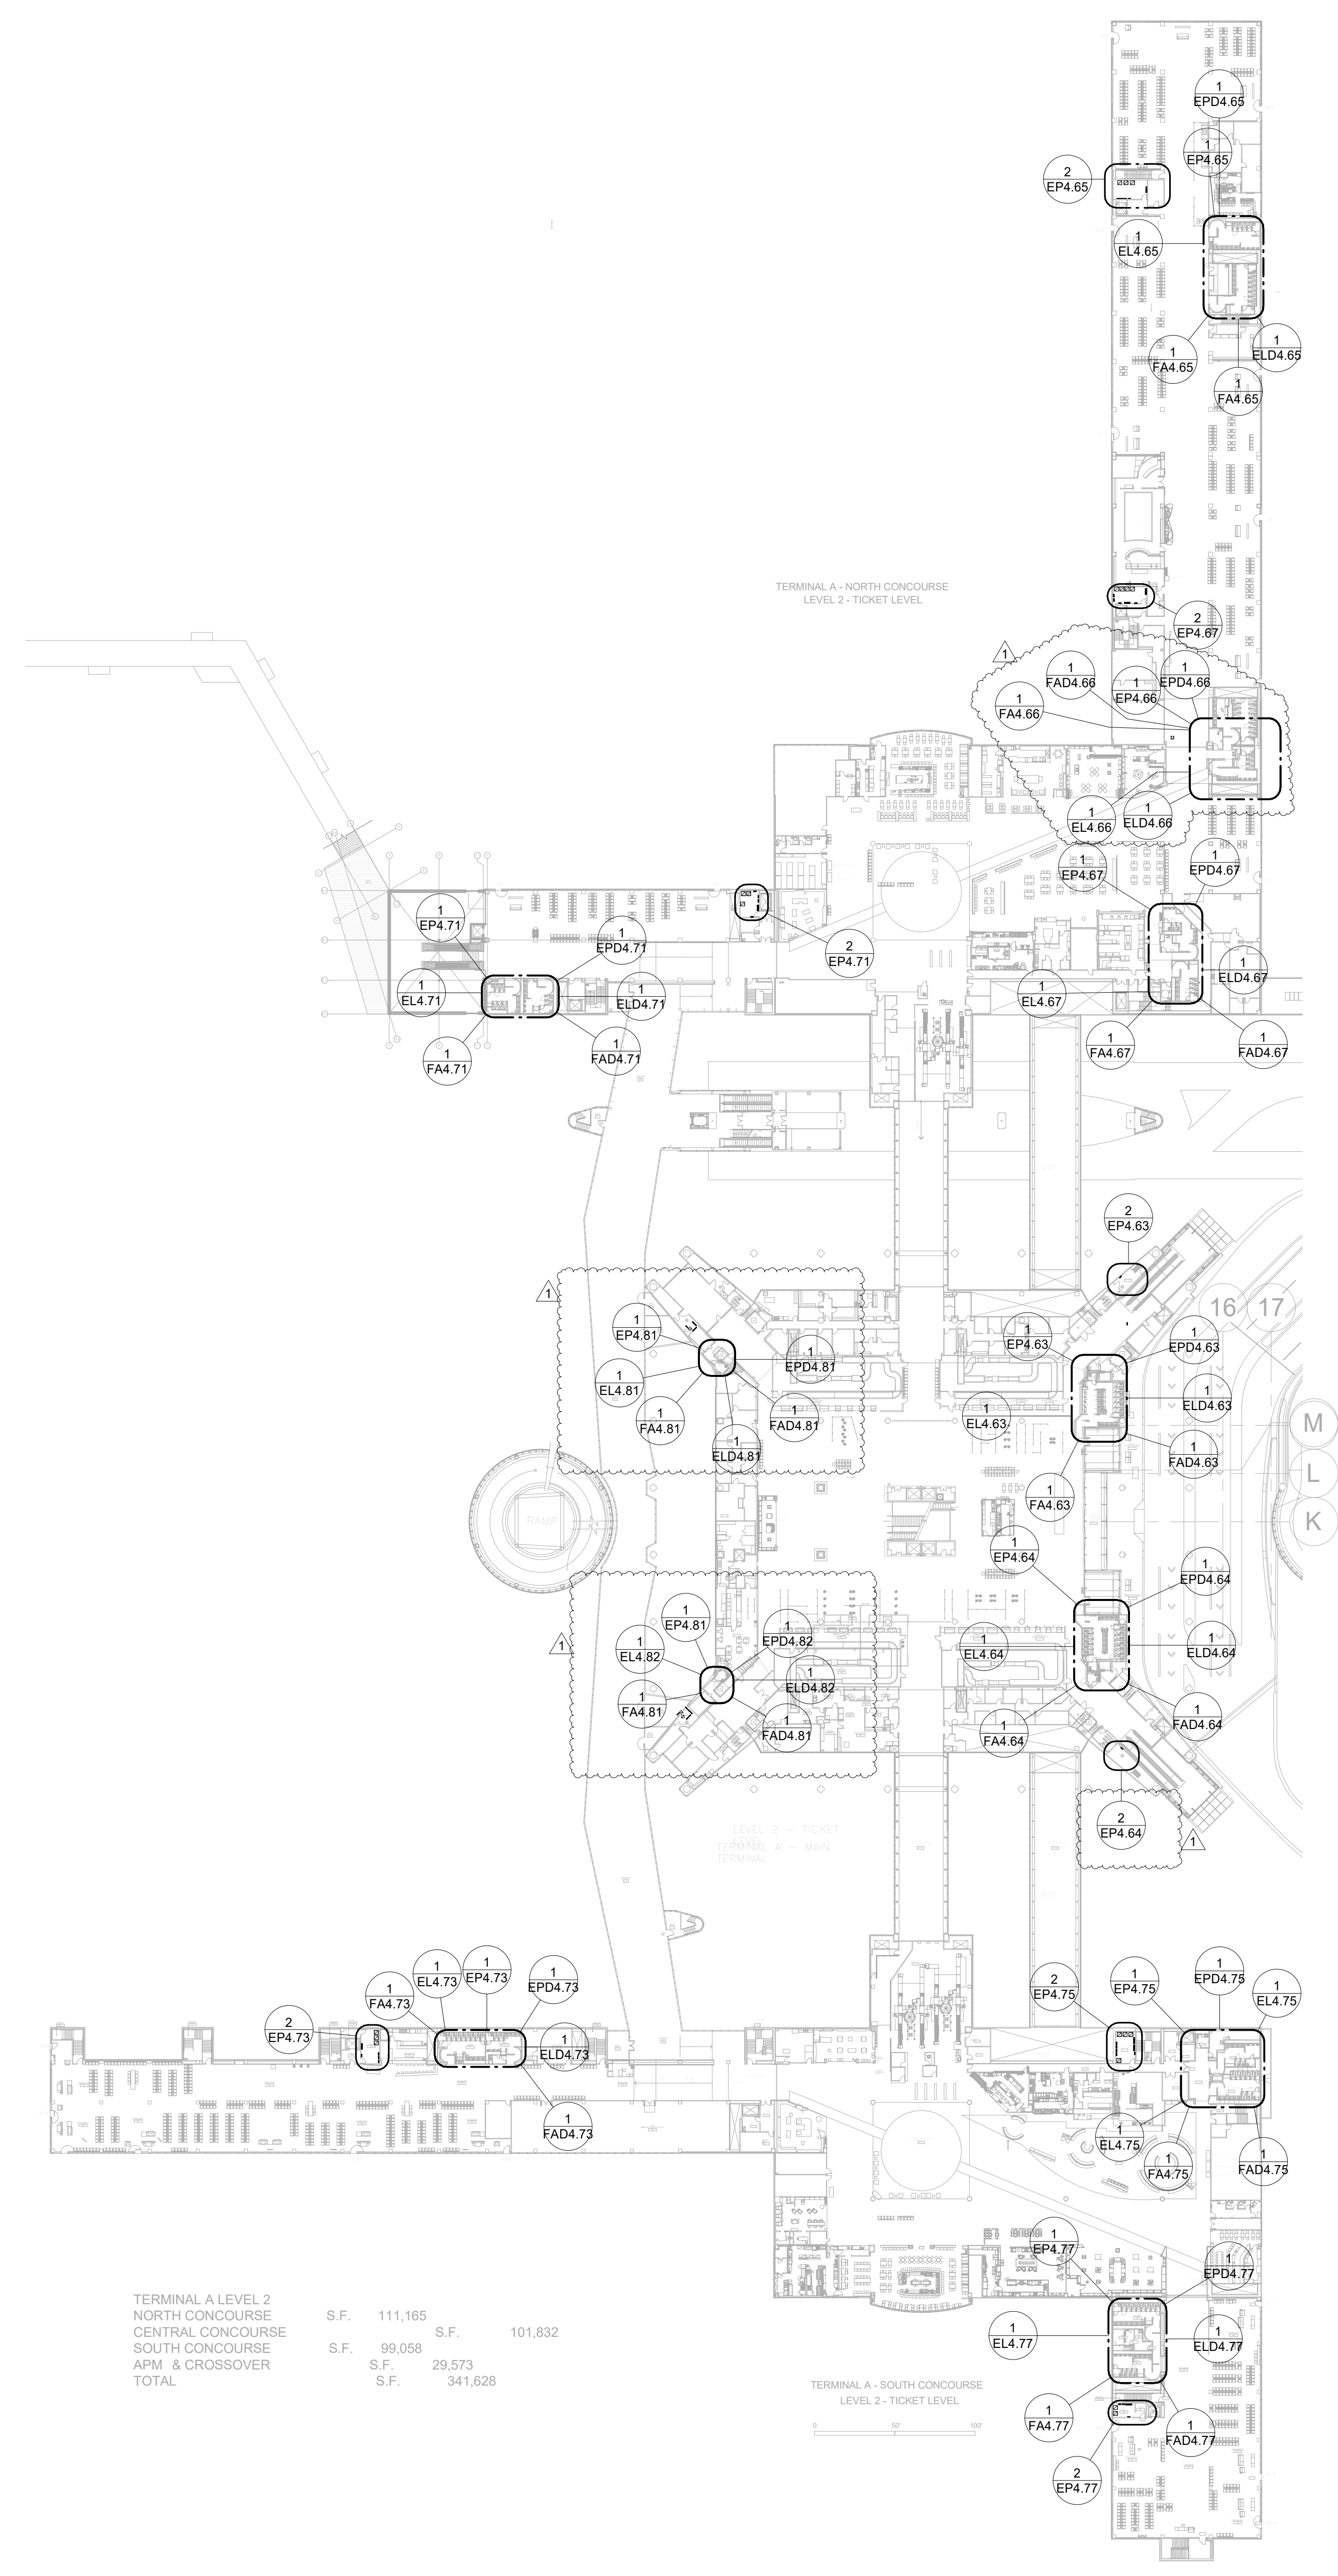 1
EPD4.65
1
EP4.65
2
EP4.65
1
EL4.65
1
FA4.65
1
ELD4.65
1
FA4.65
TERMINAL A - NORTH CONCOURSE
LEVEL 2 - TICKET LEVEL
2
EP4.67
1
1
FAD4.66
1
EP4.66
1
EPD4.66
1
FA4.66
1
EL4.66
1
ELD4.66
1
EP4.67
1
EPD4.67
1
EP4.71
1
EPD4.71
2
EP4.71
1
EL4.71
1
ELD4.71
1
EL4.67
1
ELD4.67
1
FA4.71
1
FAD4.71
1
FA4.67
1
FAD4.67
2
EP4.63
1
16
17
1
EP4.81
1
EPD4.81
1
EP4.63
1
EPD4.63
1
EL4.81
1
FA4.81
1
FAD4.81
1
ELD4.81
1
EL4.63
1
ELD4.63
M
1
FAD4.63
L
1
FA4.63
RAMP
K
1
EP4.64
1
EPD4.64
1
1
EP4.81
1
EPD4.82
1
EL4.82
1
ELD4.82
1
FA4.81
1
FAD4.81
1
EL4.64
1
ELD4.64
1
FA4.64
1
FAD4.64
2
EP4.64
1
LEVEL 2 - TICKET
LEVEL
TERMINAL A - MAIN
TERMINAL
2
EP4.73
1
FA4.73
1
EL4.73
1
EP4.73
1
EPD4.73
1
ELD4.73
1
FAD4.73
2
EP4.75
1
EP4.75
1
EPD4.75
1
EL4.75
1
EL4.75
1
FA4.75
1
FAD4.75
1
EP4.77
1
EPD4.77
1
EL4.77
1
ELD4.77
1
FA4.77
1
FAD4.77
2
EP4.77
TERMINAL A LEVEL 2
NORTH CONCOURSE S.F. 111,165
CENTRAL CONCOURSE S.F. 101,832
SOUTH CONCOURSE S.F. 99,058
APM & CROSSOVER S.F. 29,573
TOTAL S.F. 341,628
TERMINAL A - SOUTH CONCOURSE
LEVEL 2 - TICKET LEVEL
0 50' 100'